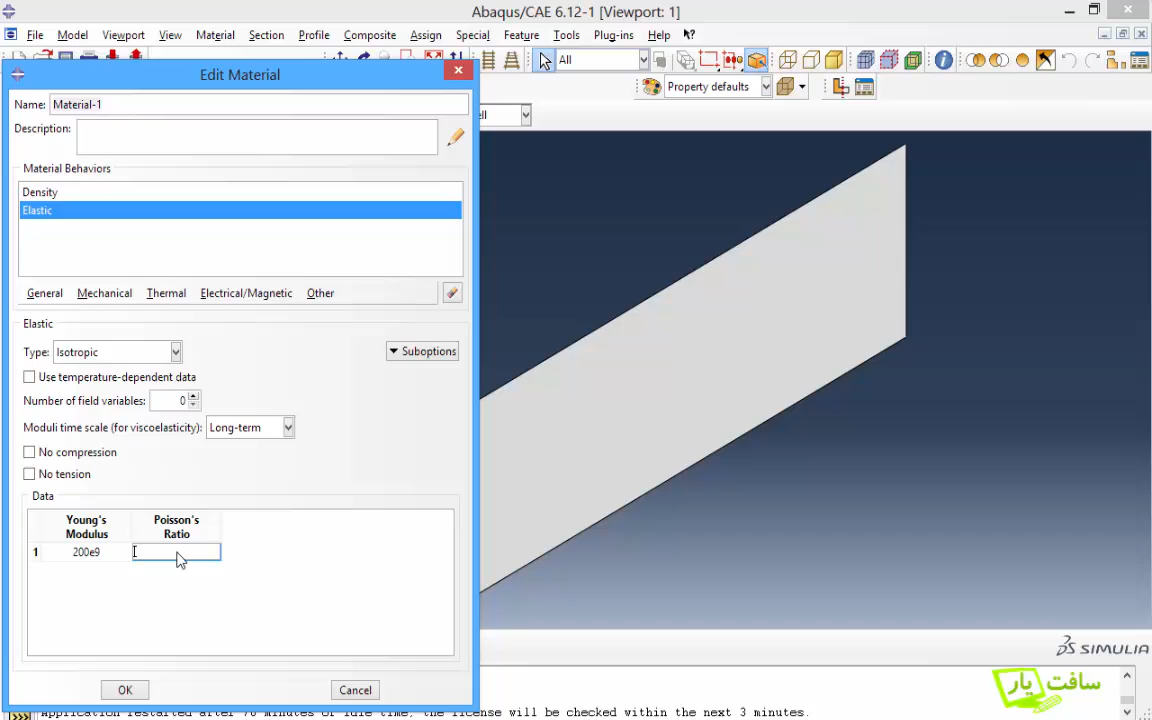 Abaqus/CAE 6.12-1 [Viewport: 1]
File Model Viewport View Material Section Profile Composite Assign Special Feature Tools Plug-ins Help
All
Property defaults
ell
Edit Material
Name: Material-1
Description:
Material Behaviors
Density
Elastic
General Mechanical Thermal Electrical/Magnetic Other
Elastic
Type: Isotropic
Suboptions
Use temperature-dependent data
Number of field variables: 0
Moduli time scale (for viscoelasticity): Long-term
No compression
No tension
Data
Young's
Modulus
Poisson's
Ratio
1 200e9
OK Cancel
SIMULIA
سافت یار
Application restarted after 70 minutes of idle time; the license will be checked within the next 3 minutes.
>>>